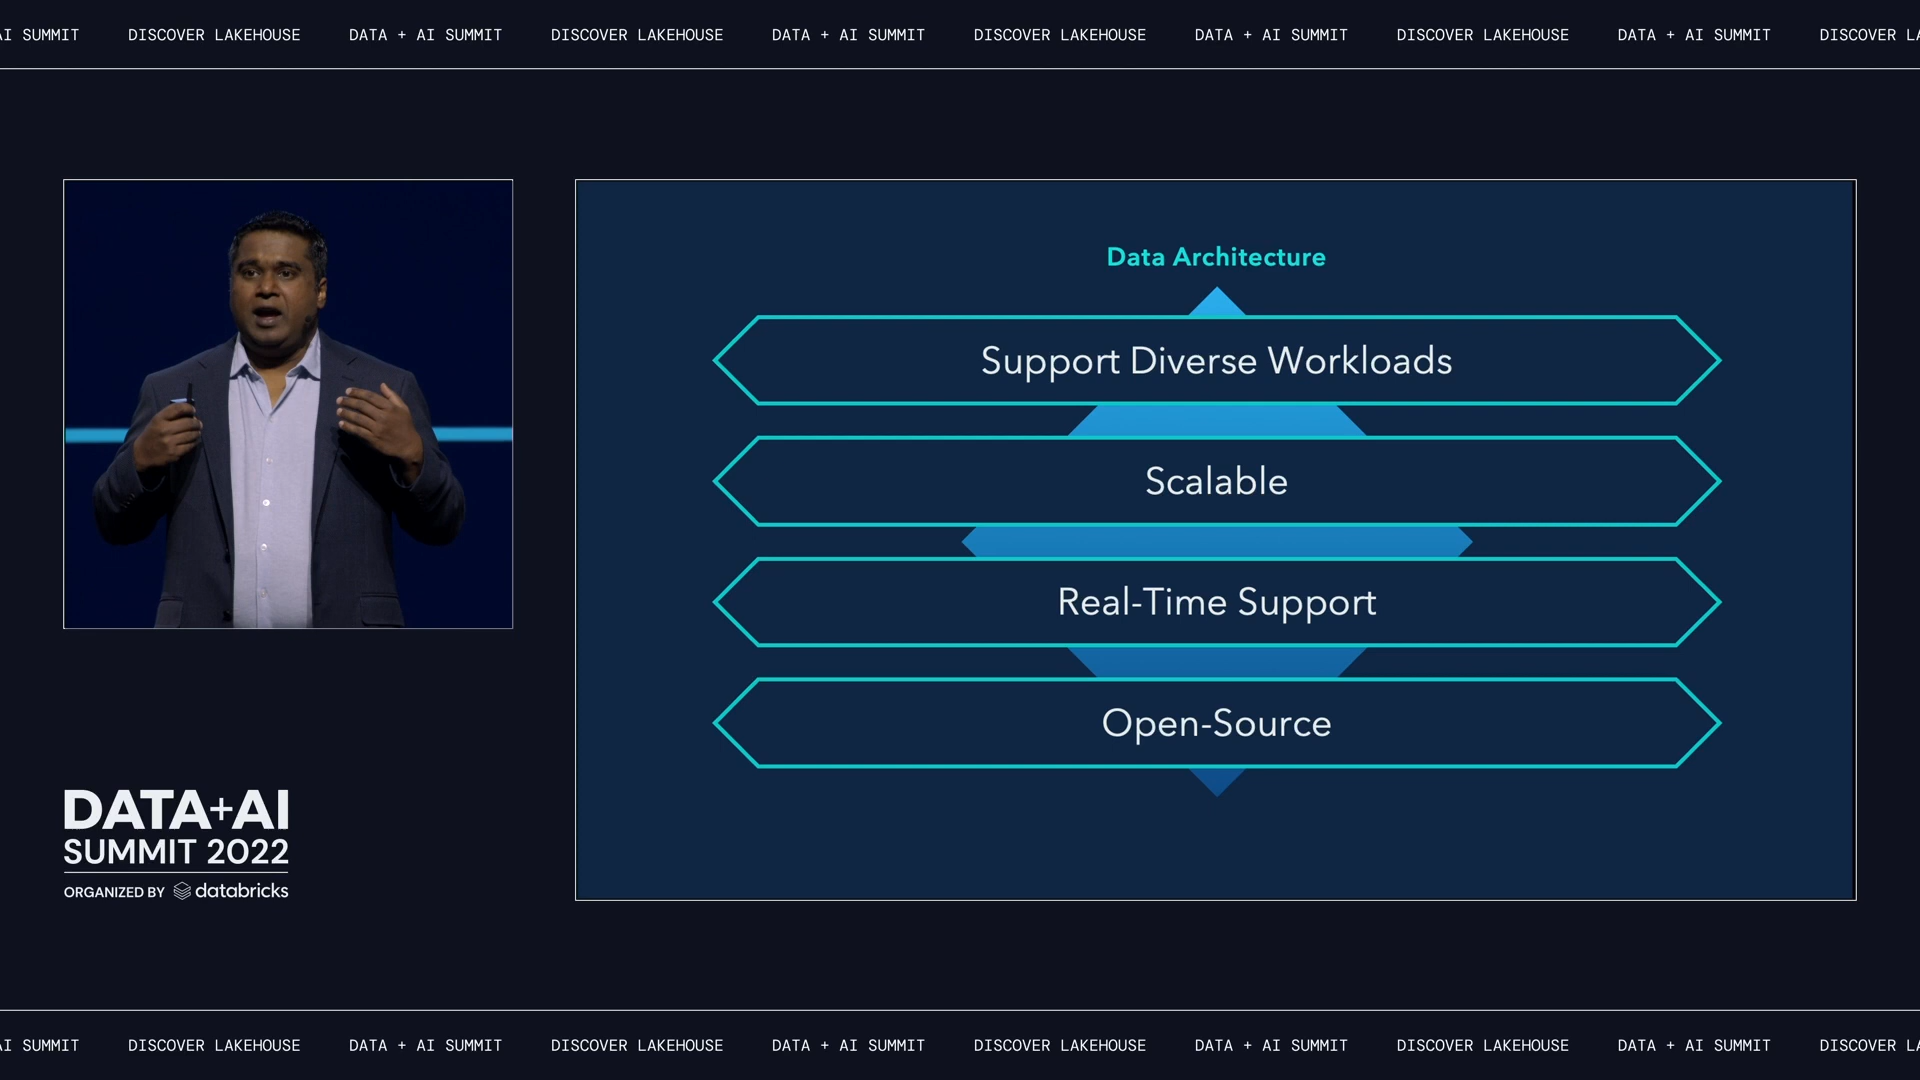 AI SUMMIT DISCOVER LAKEHOUSE DATA + AI SUMMIT DISCOVER LAKEHOUSE DATA + AI SUMMIT DISCOVER LAKEHOUSE DATA + AI SUMMIT DISCOVER LAKEHOUSE DATA + AI SUMMIT DISCOVER LA
Data Architecture
Support Diverse Workloads
Scalable
Real-Time Support
Open-Source
DATA+AI
SUMMIT 2022
ORGANIZED BY databricks
AI SUMMIT DISCOVER LAKEHOUSE DATA + AI SUMMIT DISCOVER LAKEHOUSE DATA + AI SUMMIT DISCOVER LAKEHOUSE DATA + AI SUMMIT DISCOVER LAKEHOUSE DATA + AI SUMMIT DISCOVER LA